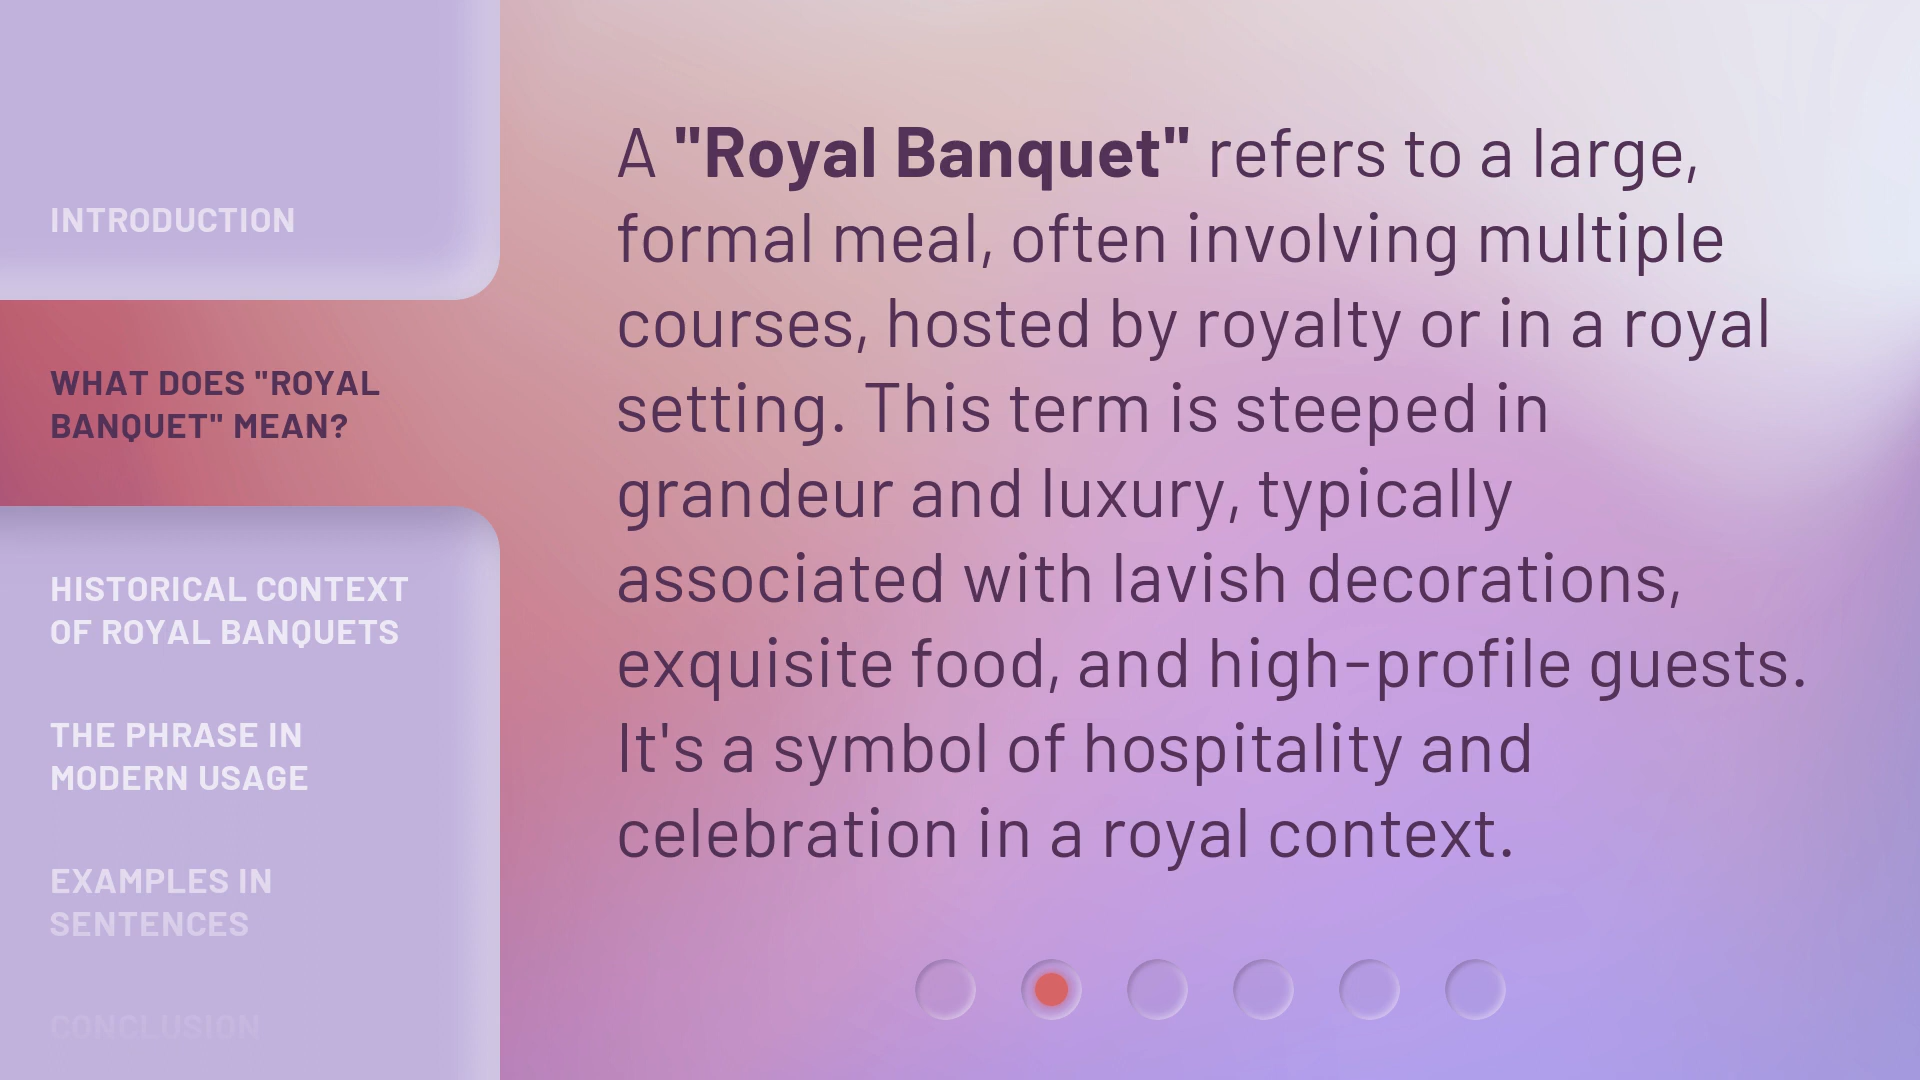 INTRODUCTION
WHAT DOES "ROYAL
BANQUET" MEAN?
HISTORICAL CONTEXT
OF ROYAL BANQUETS
THE PHRASE IN
MODERN USAGE
EXAMPLES IN
SENTENCES
CONCLUSION
A "Royal Banquet" refers to a large,
formal meal, often involving multiple
courses, hosted by royalty or in a royal
setting. This term is steeped in
grandeur and luxury, typically
associated with lavish decorations,
exquisite food, and high-profile guests.
It's a symbol of hospitality and
celebration in a royal context.